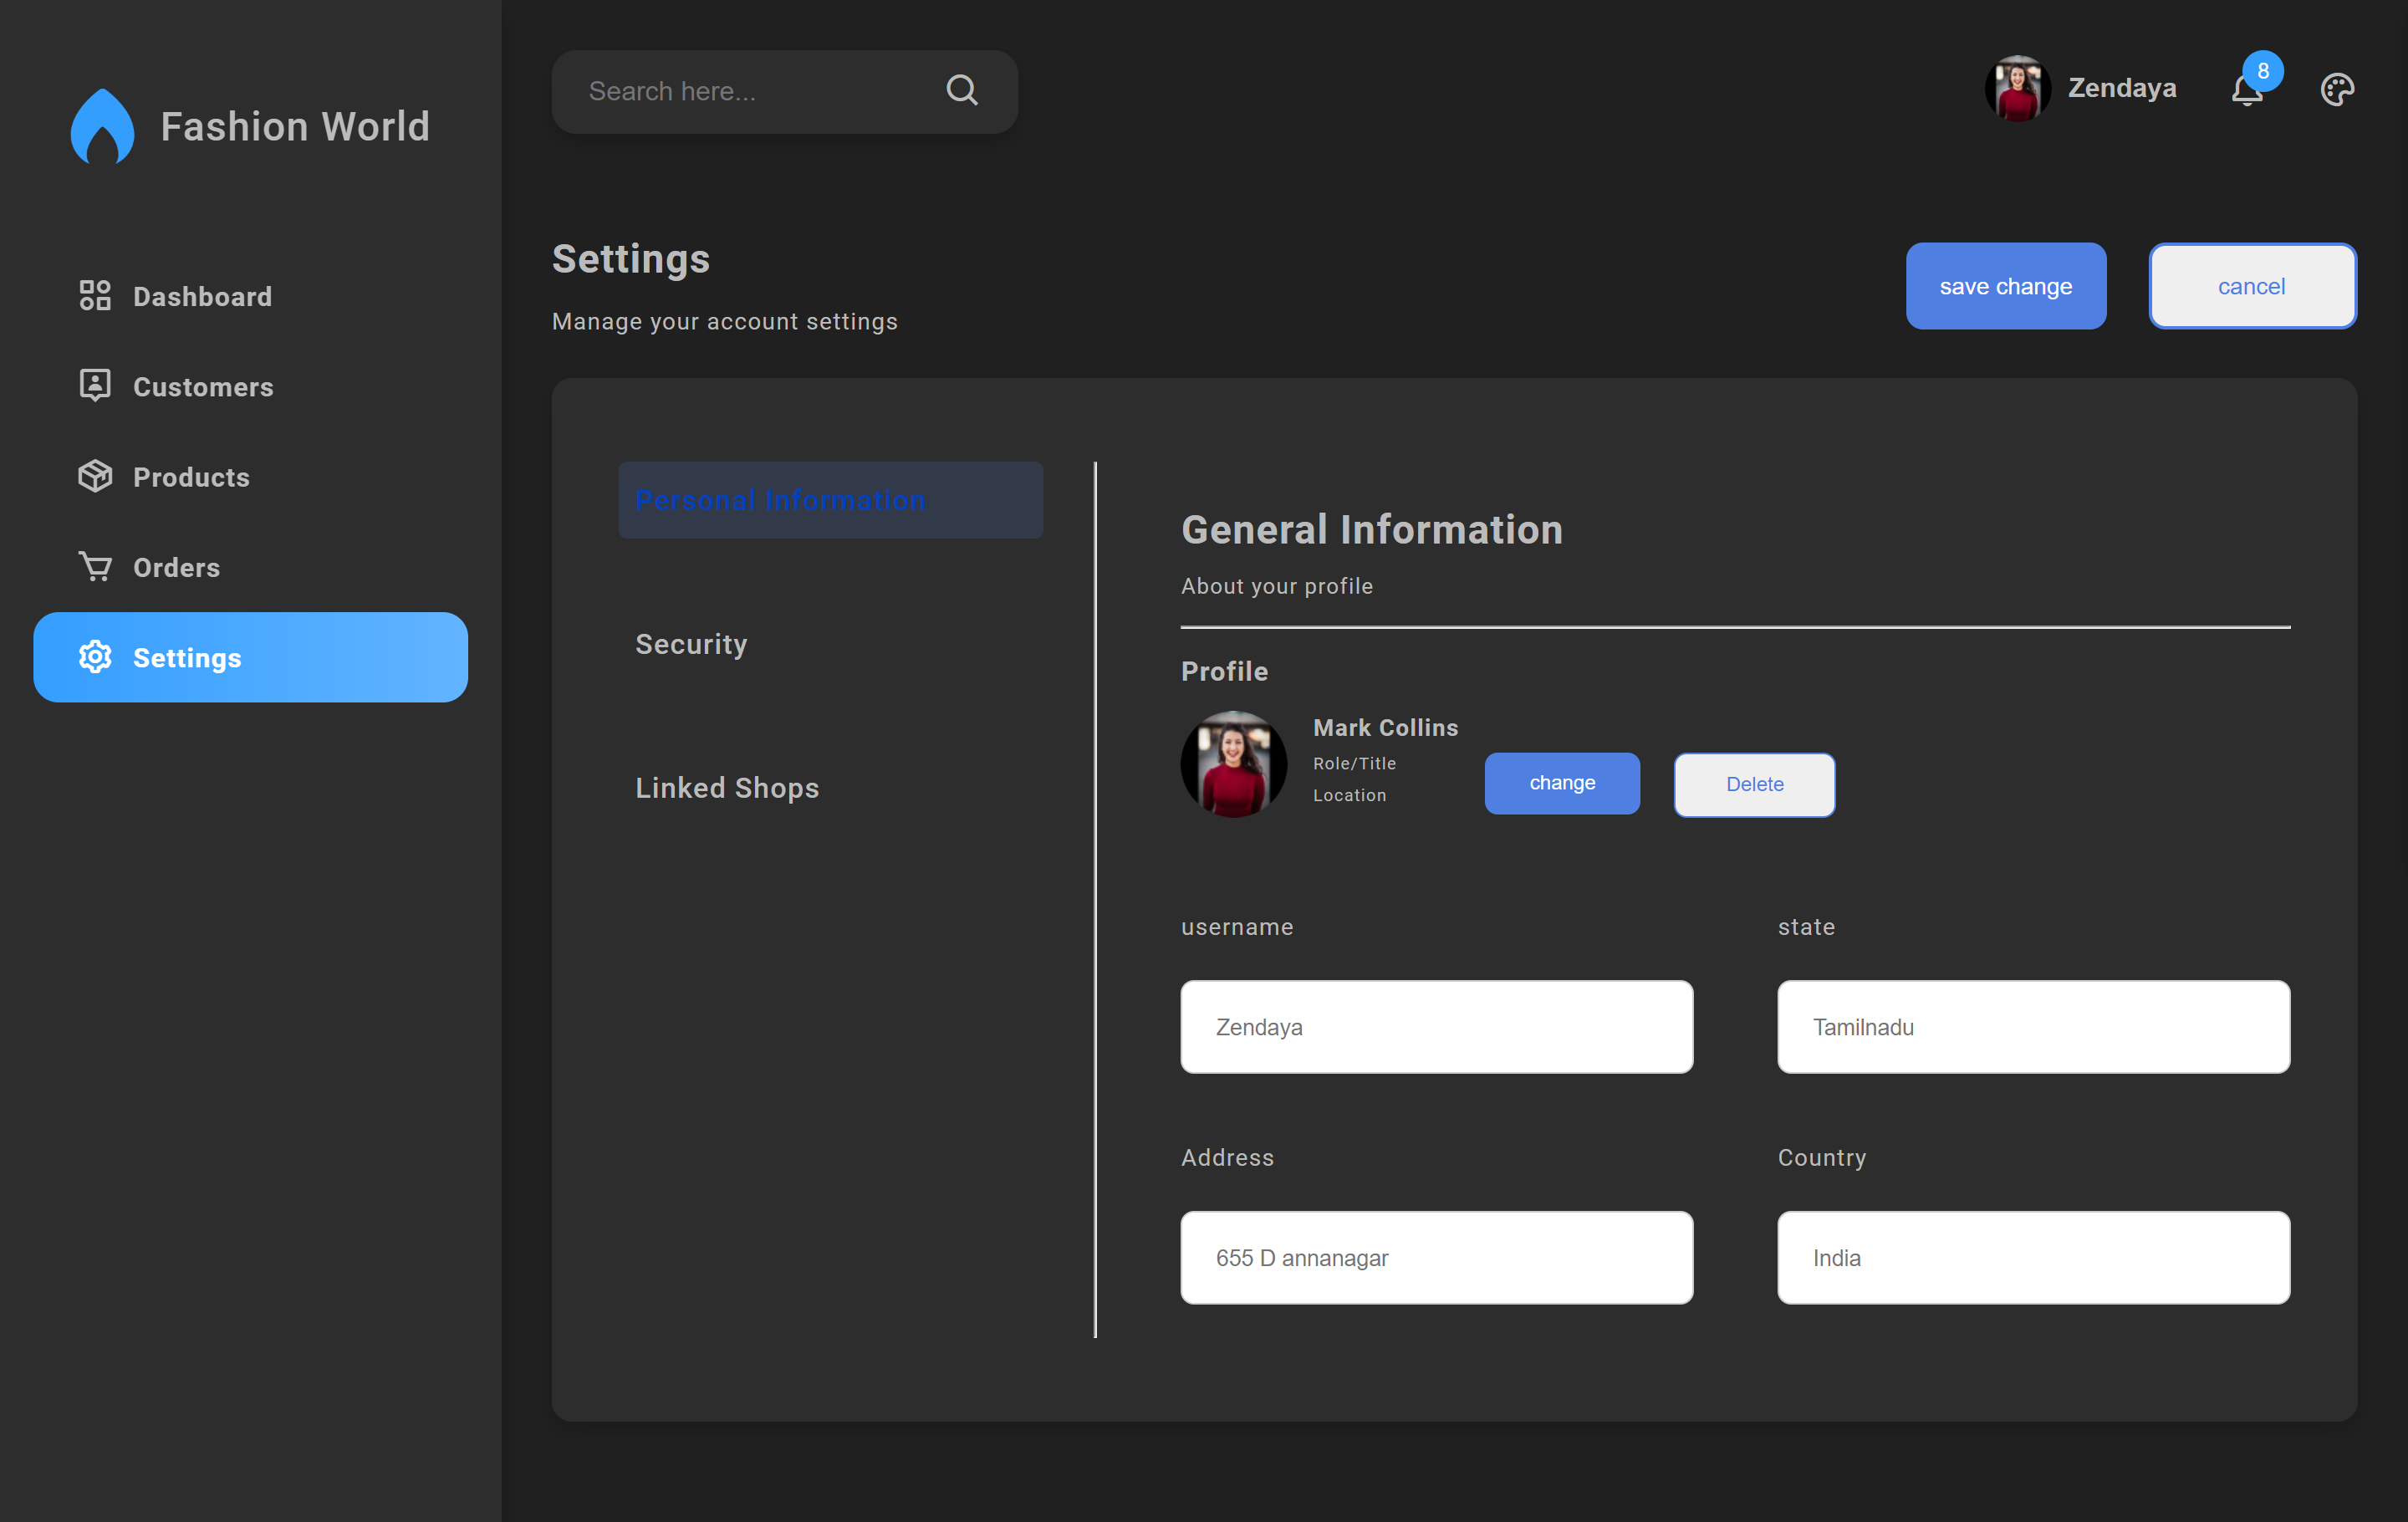 Fashion World
Dashboard
Customers
Products
Orders
Settings
Search here...
Zendaya
8
Settings
Manage your account settings
save change
cancel
Personal Information
Security
Linked Shops
General Information
About your profile
Profile
Mark Collins
Role/Title
Location
change
Delete
username
state
Zendaya
Tamilnadu
Address
Country
655 D annanagar
India